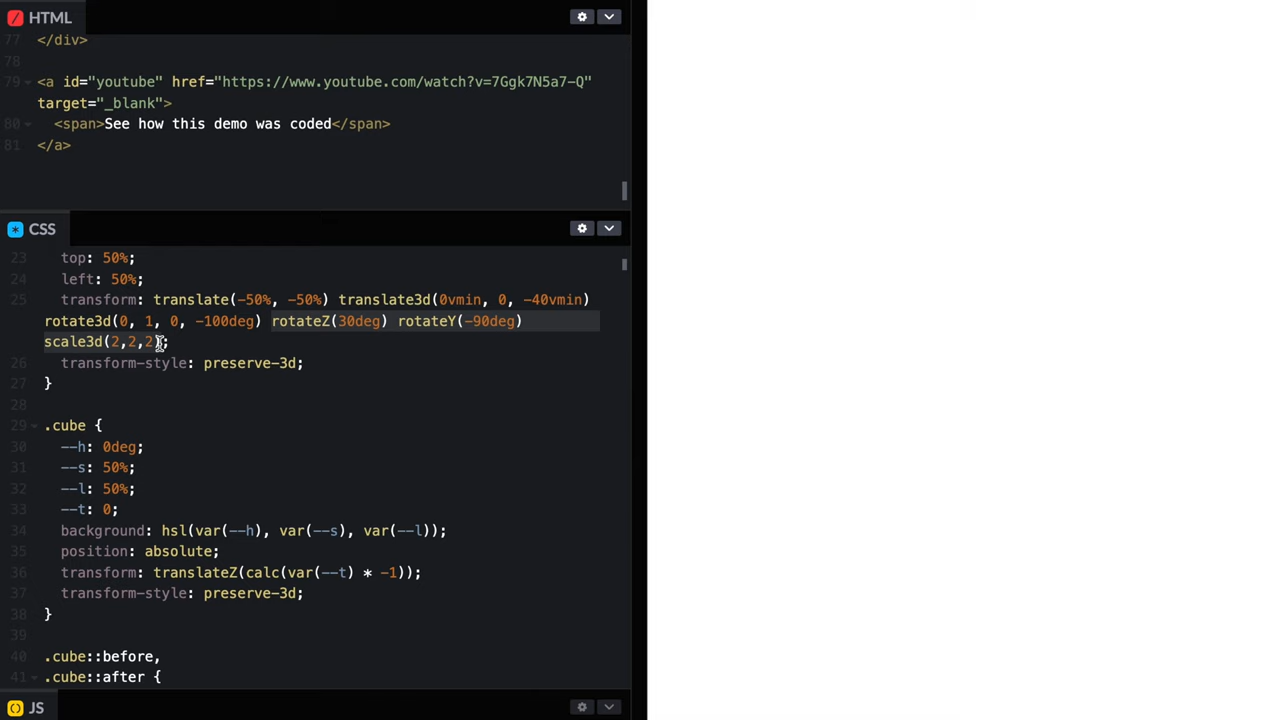 HTML
77 </div>
78
79 <a id="youtube" href="https://www.youtube.com/watch?v=7Ggk7N5a7-Q"
target="_blank">
80 <span>See how this demo was coded</span>
81 </a>
CSS
23 top: 50%;
24 left: 50%;
25 transform: translate(-50%, -50%) translate3d(0vmin, 0, -40vmin)
rotate3d(0, 1, 0, -100deg) rotateZ(30deg) rotateY(-90deg)
scale3d(2,2,2);
26 transform-style: preserve-3d;
27 }
28
29 .cube {
30 --h: 0deg;
31 --s: 50%;
32 --l: 50%;
33 --t: 0;
34 background: hsl(var(--h), var(--s), var(--l));
35 position: absolute;
36 transform: translateZ(calc(var(--t) * -1));
37 transform-style: preserve-3d;
38 }
39
40 .cube::before,
41 .cube::after {
JS